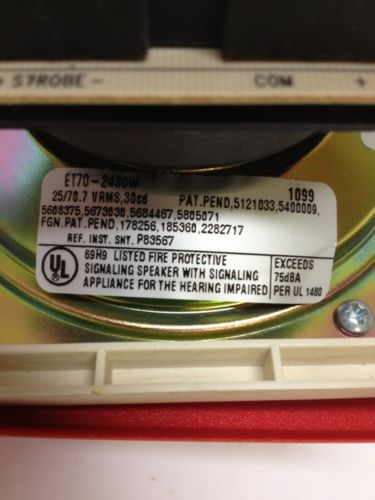 + STROBE - COM +
ET70-2430W 1099
25/70.7 VRMS,30cd PAT.PEND,5121033,5400009,
5608375,5673030,5684467,5805071
FGN.PAT.PEND,178256,185360,2282717
REF. INST. SHT. P83567
UL 69H9 LISTED FIRE PROTECTIVE
SIGNALING SPEAKER WITH SIGNALING
APPLIANCE FOR THE HEARING IMPAIRED
EXCEEDS
75dBA
PER UL 1480